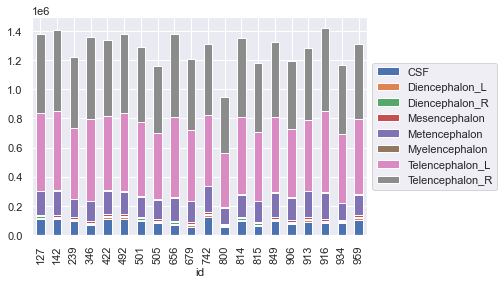 1e6
1.4
1.2
1.0
0.8
0.6
0.4
0.2
0.0
127 142 239 346 422 492 501 505 656 679 742 800 814 815 849 906 913 916 934 959
id
CSF
Diencephalon_L
Diencephalon_R
Mesencephalon
Metencephalon
Myelencephalon
Telencephalon_L
Telencephalon_R